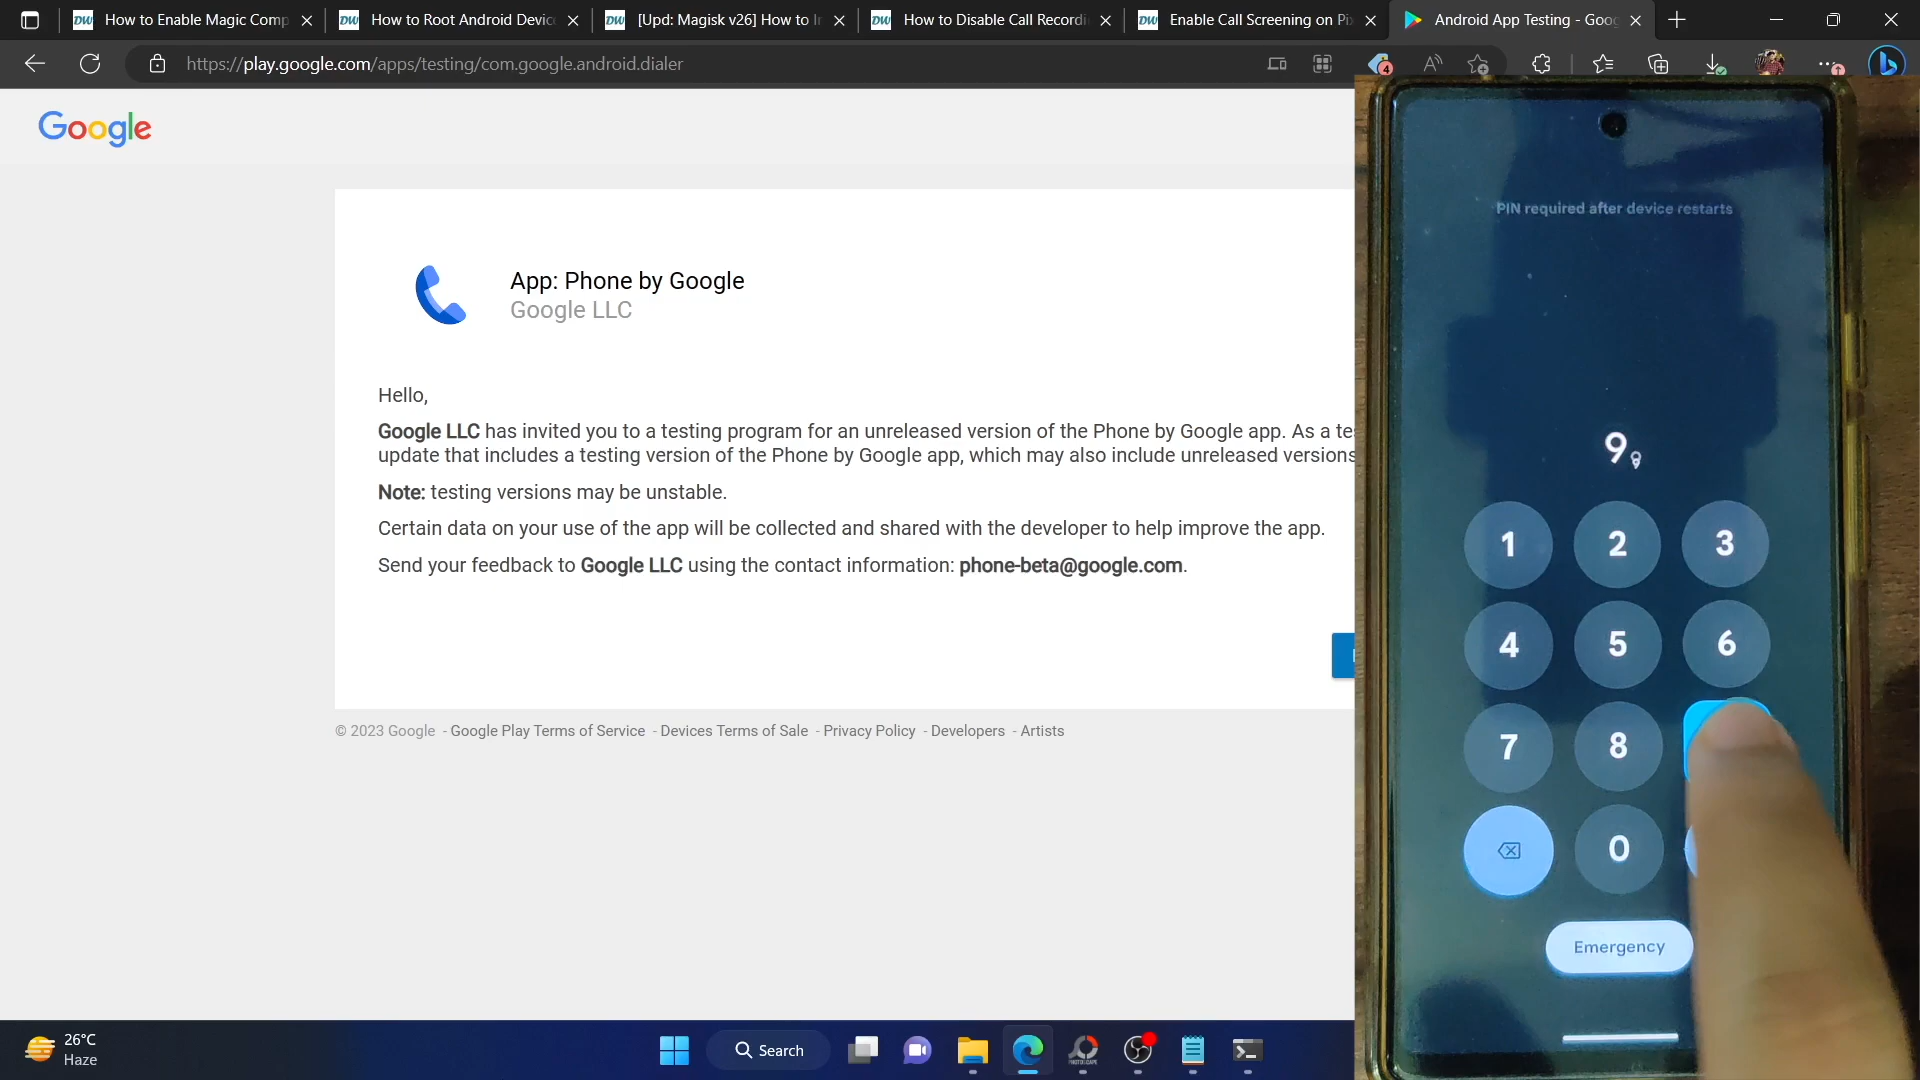 How to Enable Magic Comp
How to Root Android Devic
[Upd: Magisk v26] How to I
How to Disable Call Recordi
Enable Call Screening on Pi
Android App Testing - Goog
https://play.google.com/apps/testing/com.google.android.dialer
4
Google
App: Phone by Google
Google LLC
Hello,
Google LLC has invited you to a testing program for an unreleased version of the Phone by Google app. As a te
update that includes a testing version of the Phone by Google app, which may also include unreleased versions
Note: testing versions may be unstable.
Certain data on your use of the app will be collected and shared with the developer to help improve the app.
Send your feedback to Google LLC using the contact information: phone-beta@google.com.
© 2023 Google - Google Play Terms of Service - Devices Terms of Sale - Privacy Policy - Developers - Artists
PIN required after device restarts
9
1 2 3
4 5 6
7 8
0
Emergency
26°C
Haze
Search